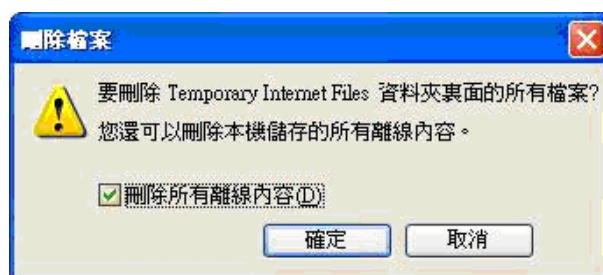 刪除檔案
要刪除 Temporary Internet Files 資料夾裏面的所有檔案?
您還可以刪除本機儲存的所有離線內容。
刪除所有離線內容(D)
確定
取消